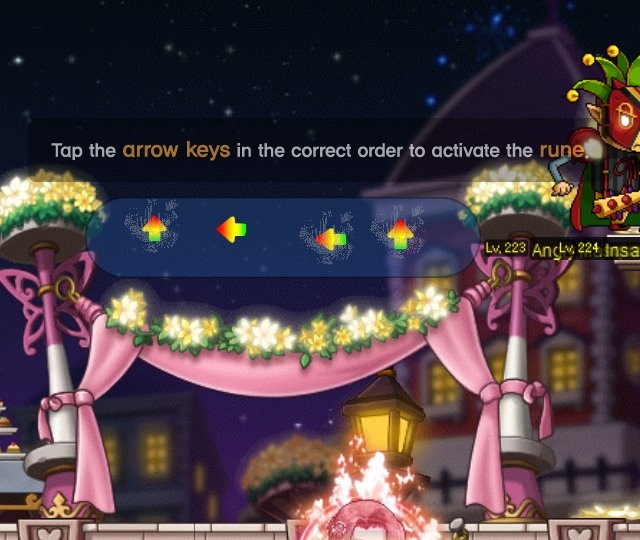 Tap the arrow keys in the correct order to activate the rune.
Lv. 223
Lv. 224